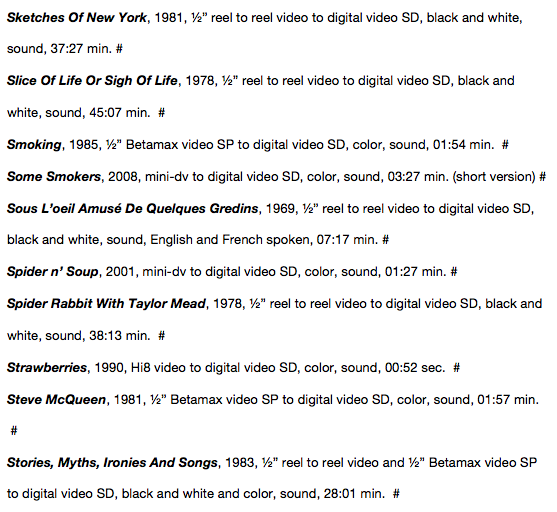 Sketches Of New York, 1981, ½” reel to reel video to digital video SD, black and white,
sound, 37:27 min. #
Slice Of Life Or Sigh Of Life, 1978, ½” reel to reel video to digital video SD, black and
white, sound, 45:07 min.  #
Smoking, 1985, ½” Betamax video SP to digital video SD, color, sound, 01:54 min.  #
Some Smokers, 2008, mini-dv to digital video SD, color, sound, 03:27 min. (short version) #
Sous L’oeil Amusé De Quelques Gredins, 1969, ½” reel to reel video to digital video SD,
black and white, sound, English and French spoken, 07:17 min. #
Spider n’ Soup, 2001, mini-dv to digital video SD, color, sound, 01:27 min. #
Spider Rabbit With Taylor Mead, 1978, ½” reel to reel video to digital video SD, black and
white, sound, 38:13 min.  #
Strawberries, 1990, Hi8 video to digital video SD, color, sound, 00:52 sec.  #
Steve McQueen, 1981, ½” Betamax video SP to digital video SD, color, sound, 01:57 min.
#
Stories, Myths, Ironies And Songs, 1983, ½” reel to reel video and ½” Betamax video SP
to digital video SD, black and white and color, sound, 28:01 min.  #